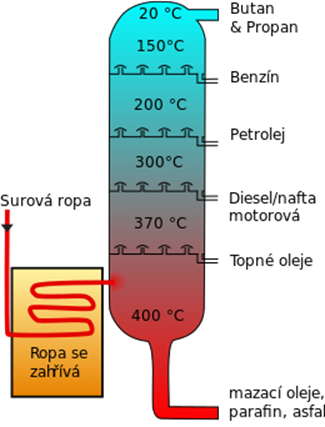 20 °C
Butan
& Propan
150°C
Benzín
200 °C
Petrolej
300°C
Diesel/nafta
motorová
Surová ropa
370 °C
Topné oleje
400 °C
Ropa se
zahřívá
mazací oleje,
parafin, asfal